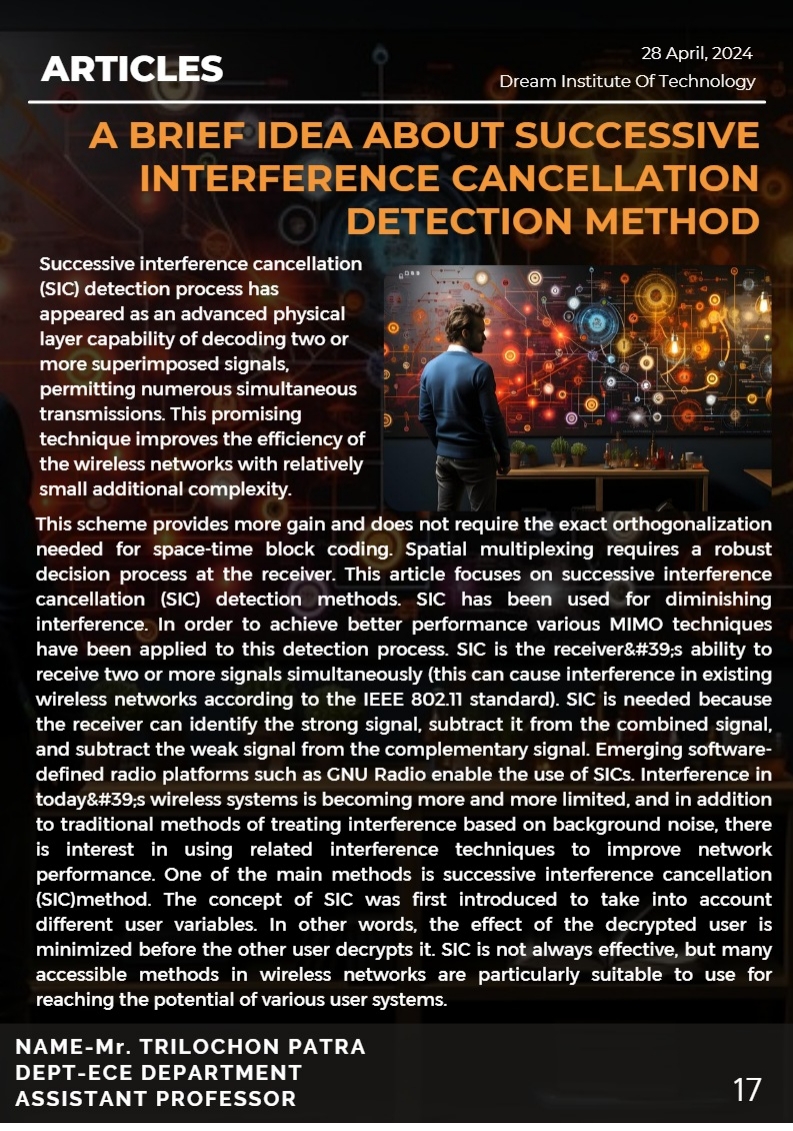 ARTICLES
28 April, 2024
Dream Institute Of Technology
A BRIEF IDEA ABOUT SUCCESSIVE
INTERFERENCE CANCELLATION
DETECTION METHOD
Successive interference cancellation
(SIC) detection process has
appeared as an advanced physical
layer capability of decoding two or
more superimposed signals,
permitting numerous simultaneous
transmissions. This promising
technique improves the efficiency of
the wireless networks with relatively
small additional complexity.
This scheme provides more gain and does not require the exact orthogonalization
needed for space-time block coding. Spatial multiplexing requires a robust
decision process at the receiver. This article focuses on successive interference
cancellation (SIC) detection methods. SIC has been used for diminishing
interference. In order to achieve better performance various MIMO techniques
have been applied to this detection process. SIC is the receiver&#39;s ability to
receive two or more signals simultaneously (this can cause interference in existing
wireless networks according to the IEEE 802.11 standard). SIC is needed because
the receiver can identify the strong signal, subtract it from the combined signal,
and subtract the weak signal from the complementary signal. Emerging software-
defined radio platforms such as GNU Radio enable the use of SICs. Interference in
today&#39;s wireless systems is becoming more and more limited, and in addition
to traditional methods of treating interference based on background noise, there
is interest in using related interference techniques to improve network
performance. One of the main methods is successive interference cancellation
(SIC)method. The concept of SIC was first introduced to take into account
different user variables. In other words, the effect of the decrypted user is
minimized before the other user decrypts it. SIC is not always effective, but many
accessible methods in wireless networks are particularly suitable to use for
reaching the potential of various user systems.
NAME-Mr. TRILOCHON PATRA
DEPT-ECE DEPARTMENT
ASSISTANT PROFESSOR
17